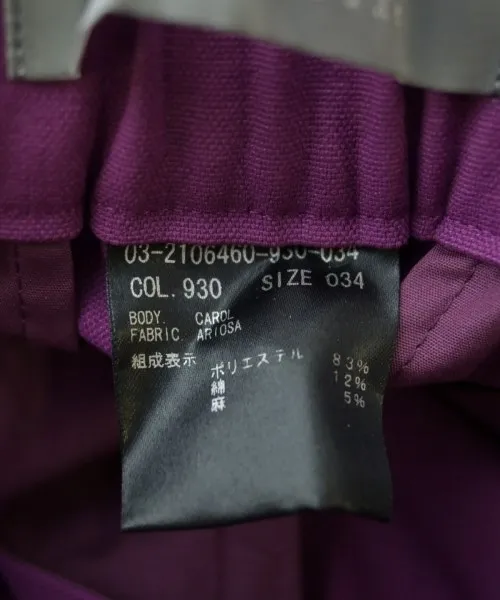 03-2106460-930-034
COL.930 SIZE 034
BODY. CAROL
FABRIC. ARIOSA
組成表示 ポリエステル 83%
綿 12%
麻 5%